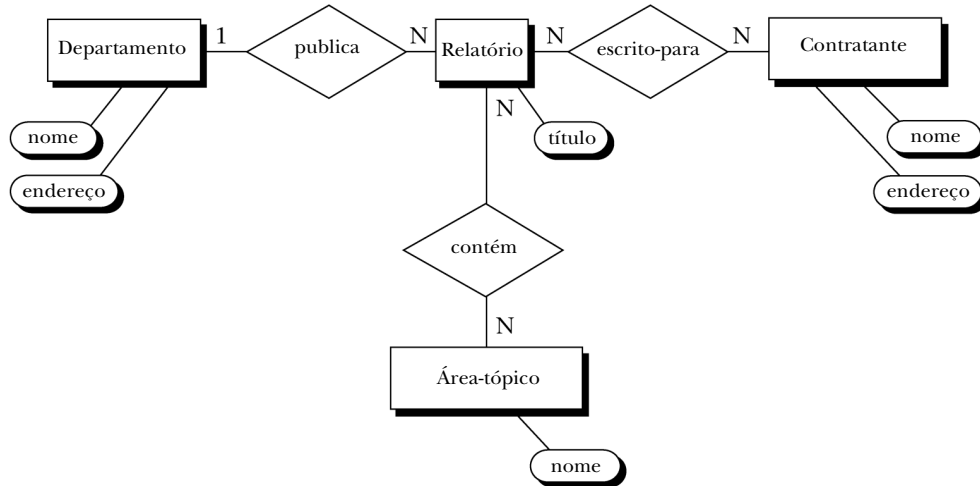 Departamento
1
publica
N
Relatório
N
escrito-para
N
Contratante
nome
endereço
N
título
nome
endereço
contém
N
Área-tópico
nome